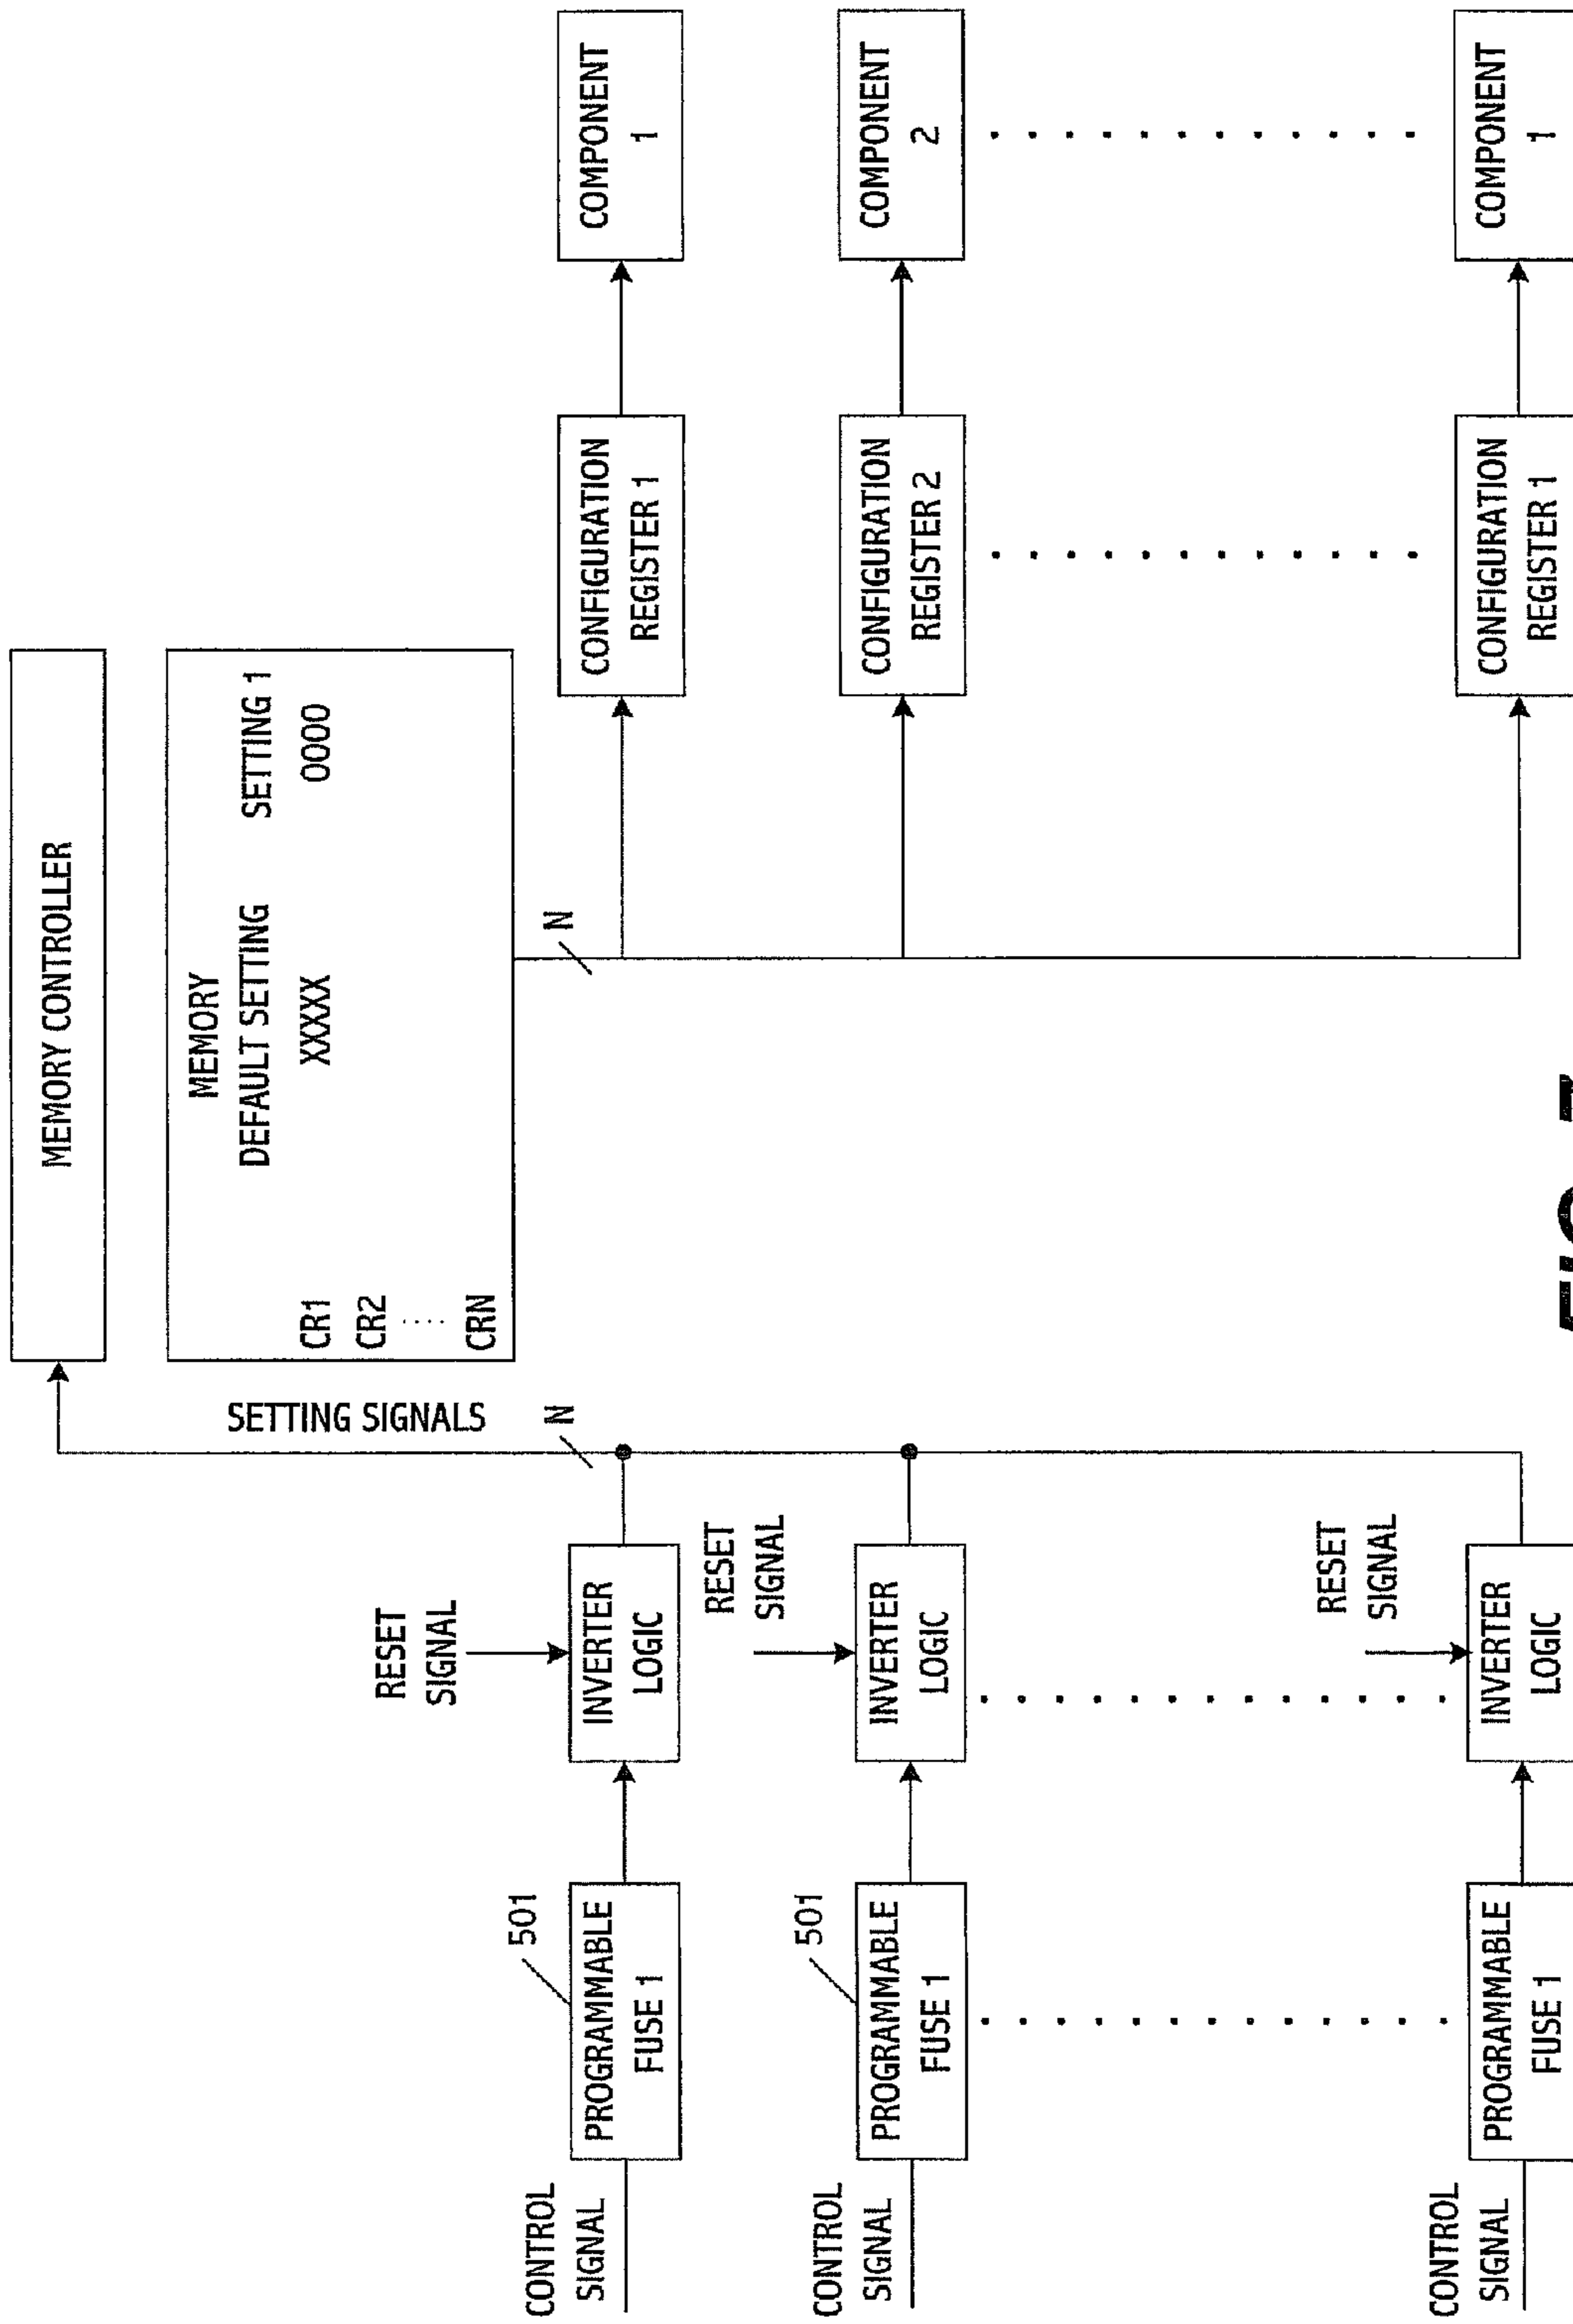 MEMORY CONTROLLER
MEMORY
DEFAULT SETTING SETTING 1
CR1 XXXXX 0000
CR2
.....
CRN
SETTING SIGNALS
N
N
CONTROL
SIGNAL
501
PROGRAMMABLE
FUSE 1
RESET
SIGNAL
INVERTER
LOGIC
CONFIGURATION
REGISTER 1
COMPONENT
1
CONTROL
SIGNAL
501
PROGRAMMABLE
FUSE 1
RESET
SIGNAL
INVERTER
LOGIC
CONFIGURATION
REGISTER 2
COMPONENT
2
CONTROL
SIGNAL
PROGRAMMABLE
FUSE 1
RESET
SIGNAL
INVERTER
LOGIC
CONFIGURATION
REGISTER 1
COMPONENT
1